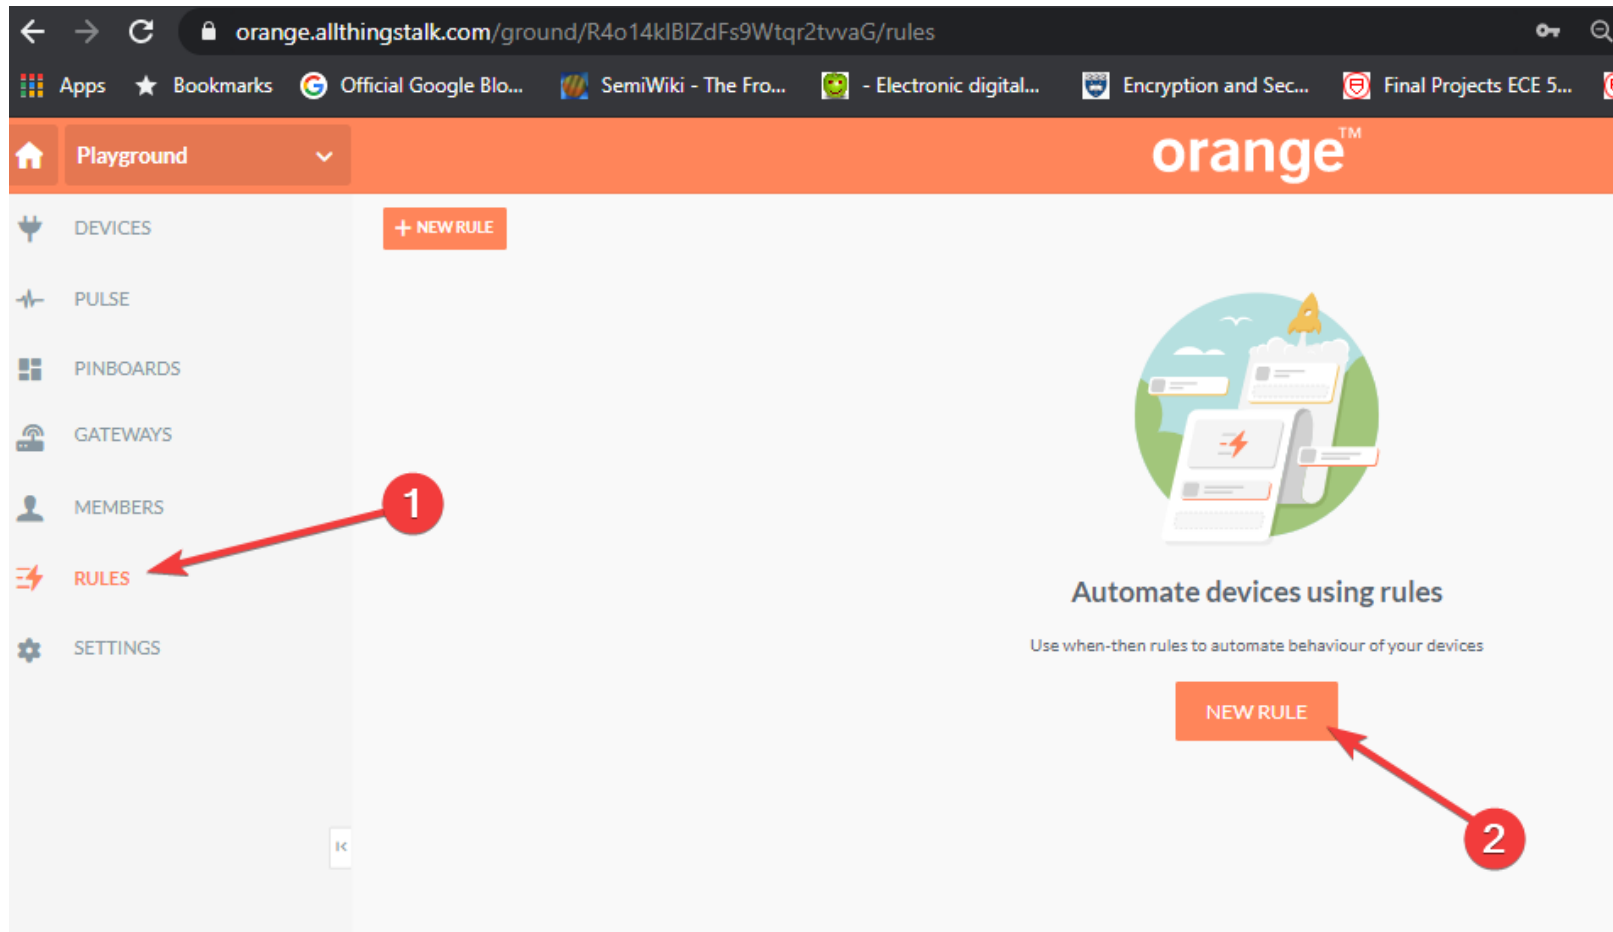 orange.allthingstalk.com/ground/R4o14kIBIZdFs9Wtqr2tvvaG/rules
Apps Bookmarks Official Google Blo... SemiWiki - The Fro... - Electronic digital... Encryption and Sec... Final Projects ECE 5...
Playground
orange™
DEVICES
+ NEW RULE
PULSE
PINBOARDS
GATEWAYS
MEMBERS
1
RULES
Automate devices using rules
SETTINGS
Use when-then rules to automate behaviour of your devices
NEW RULE
2